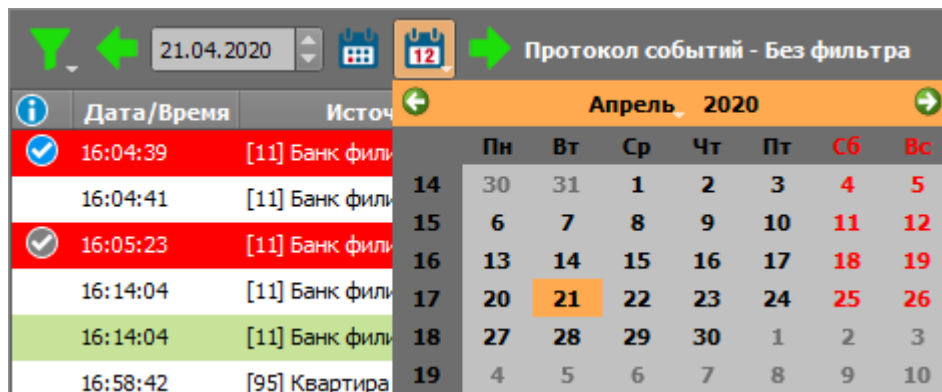 21.04.2020 12 Протокол событий - Без фильтра
Дата/Время Источ
16:04:39 [11] Банк фили
16:04:41 [11] Банк фили
16:05:23 [11] Банк фили
16:14:04 [11] Банк фили
16:14:04 [11] Банк фили
16:58:42 [95] Квартира
Апрель 2020
Пн Вт Ср Чт Пт Сб Вс
14 30 31 1 2 3 4 5
15 6 7 8 9 10 11 12
16 13 14 15 16 17 18 19
17 20 21 22 23 24 25 26
18 27 28 29 30 1 2 3
19 4 5 6 7 8 9 10